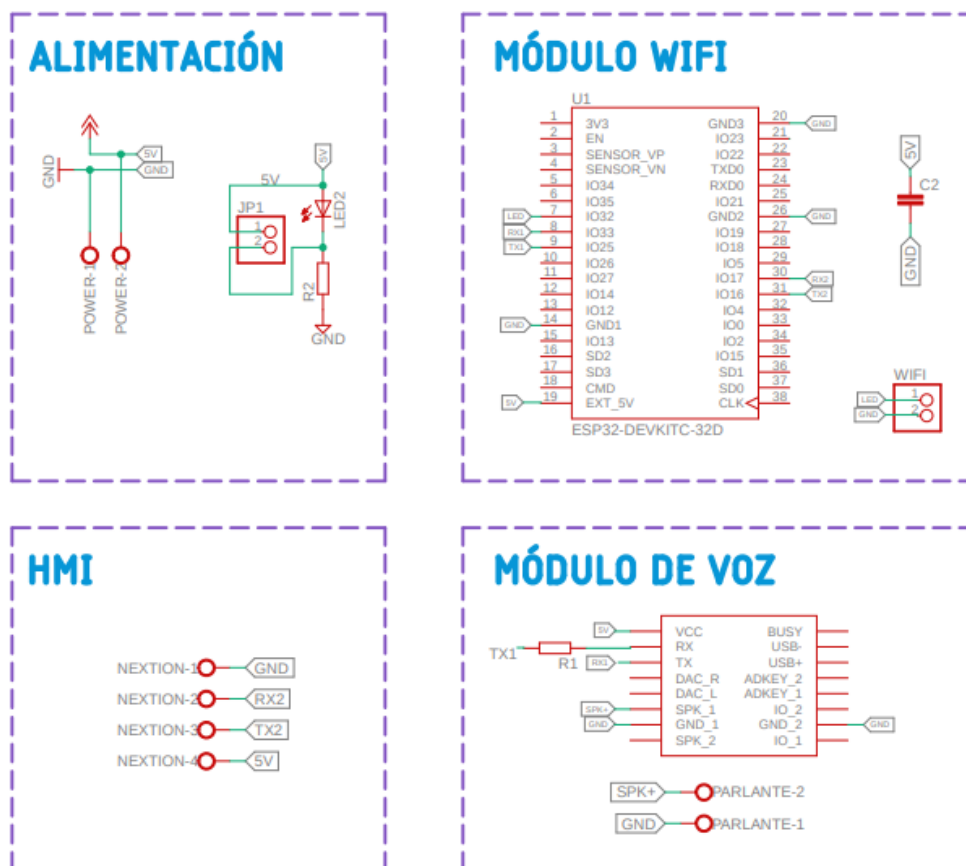 ALIMENTACIÓN
5V
GND
GND
POWER-1
POWER-2
5V
5V
JP1
1
2
LED2
R2
GND
MÓDULO WIFI
U1
1 3V3
2 EN
3 SENSOR_VP
4 SENSOR_VN
5 IO34
6 IO35
LED 7 IO32
RX1 8 IO33
TX1 9 IO25
10 IO26
11 IO27
12 IO14
13 IO12
GND 14 GND1
15 IO13
16 SD2
17 SD3
18 CMD
5V 19 EXT_5V
GND3 20 GND
IO23 21
IO22 22
TXD0 23
RXD0 24
IO21 25
GND2 26 GND
IO19 27
IO18 28
IO5 29
IO17 30 RX2
IO16 31 TX2
IO4 32
IO0 33
IO2 34
IO15 35
SD1 36
SD0 37
CLK 38
ESP32-DEVKITC-32D
5V
C2
GND
WIFI
LED 1
GND 2
HMI
NEXTION-1 GND
NEXTION-2 RX2
NEXTION-3 TX2
NEXTION-4 5V
MÓDULO DE VOZ
5V VCC
TX1 R1 RX
RX1 TX
DAC_R
DAC_L
SPK+ SPK_1
GND GND_1
SPK_2
BUSY
USB-
USB+
ADKEY_2
ADKEY_1
IO_2
GND_2 GND
IO_1
SPK+ PARLANTE-2
GND PARLANTE-1